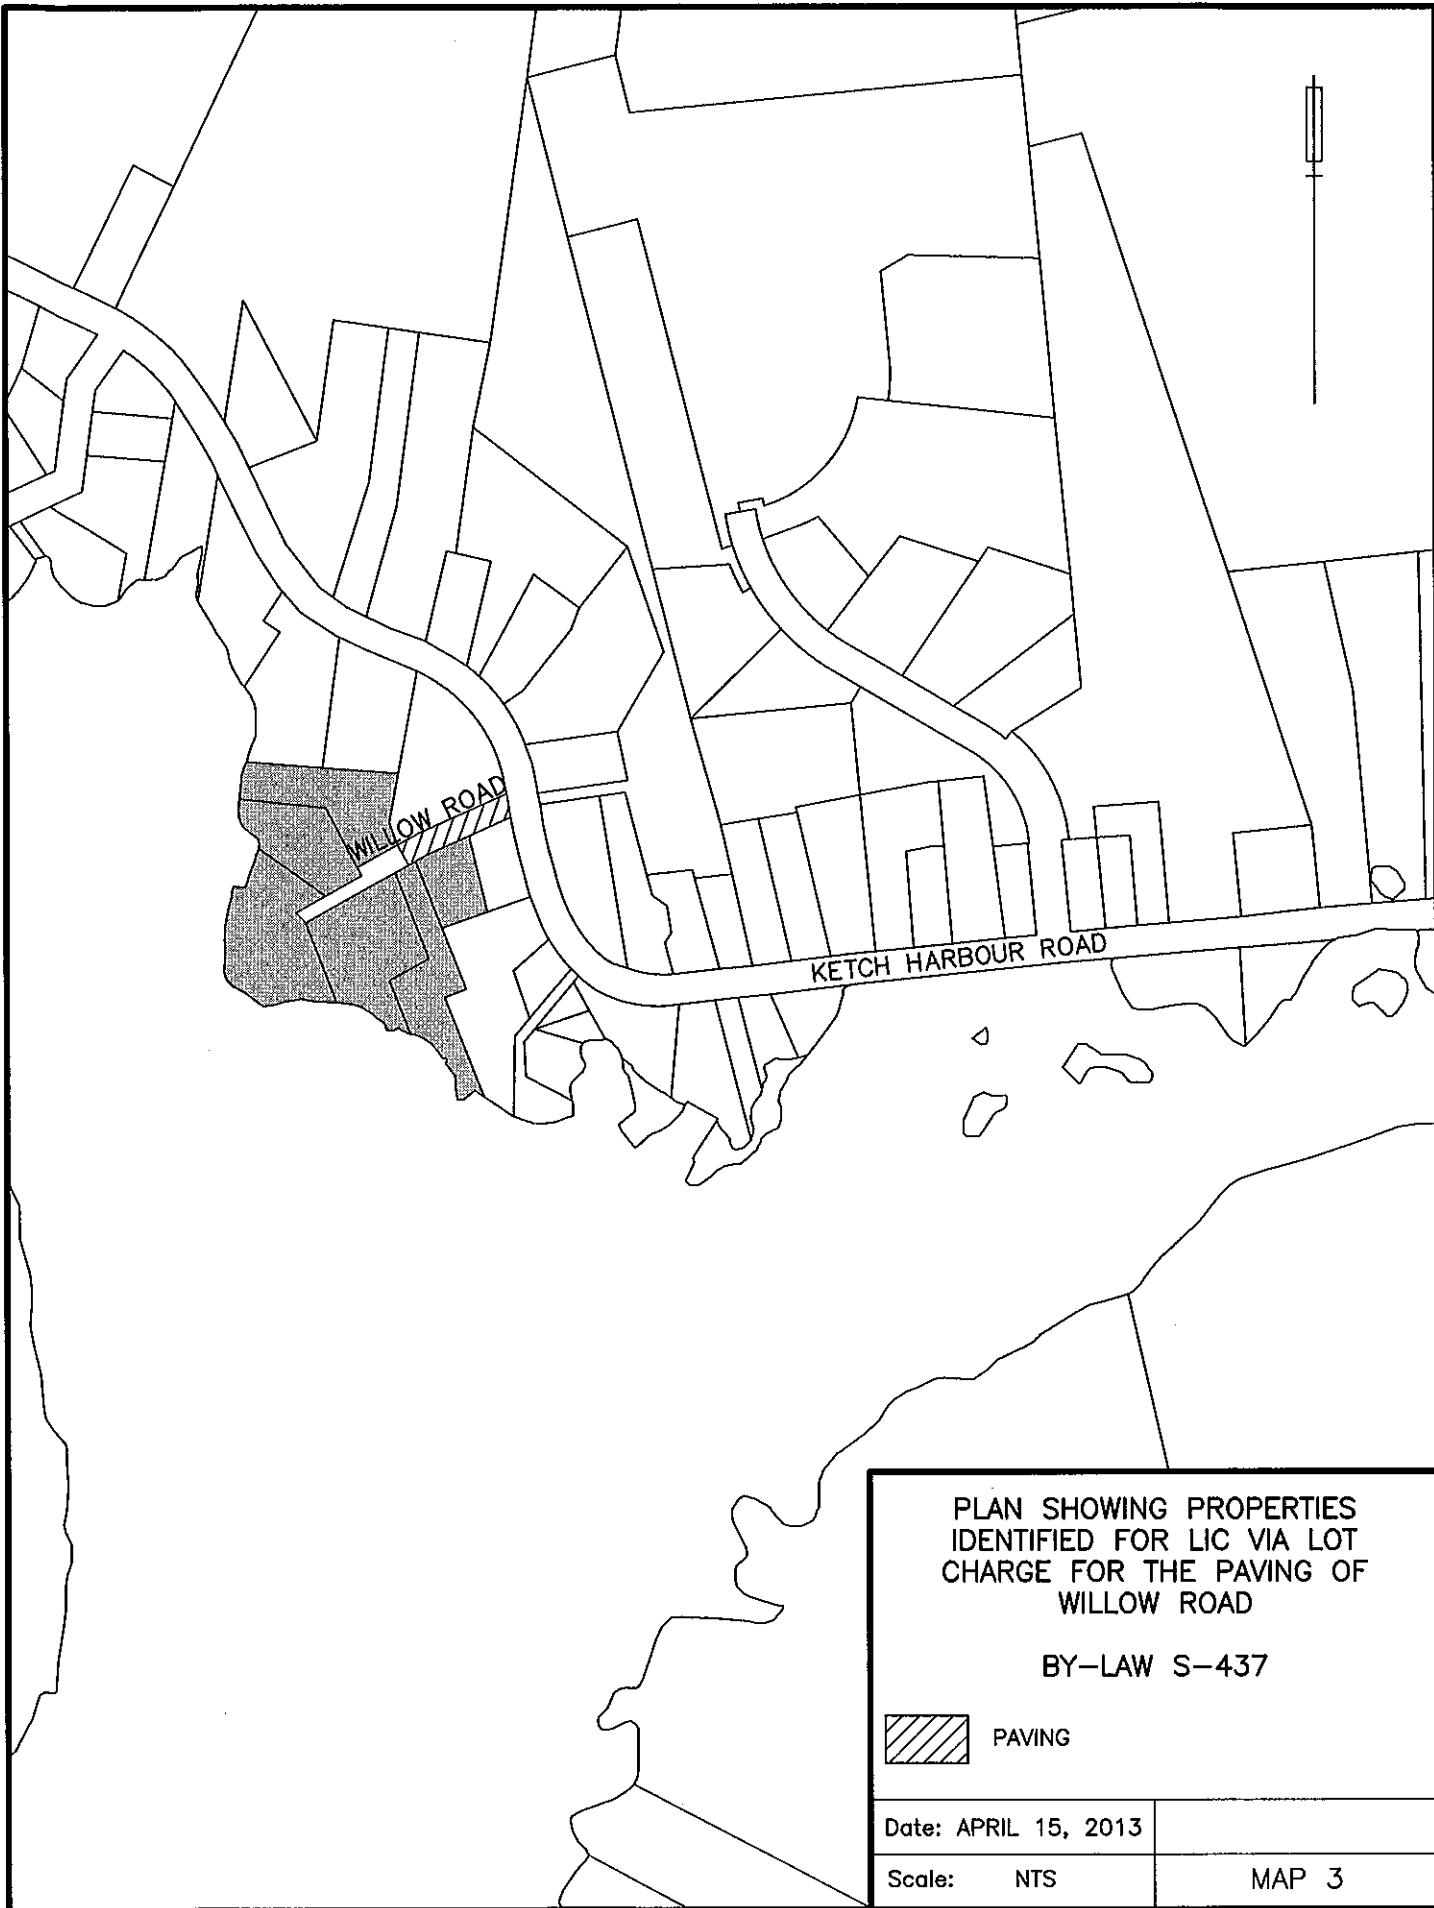 WILLOW ROAD
KETCH HARBOUR ROAD
PLAN SHOWING PROPERTIES
IDENTIFIED FOR LIC VIA LOT
CHARGE FOR THE PAVING OF
WILLOW ROAD
BY-LAW S-437
PAVING
Date: APRIL 15, 2013
Scale: NTS
MAP 3